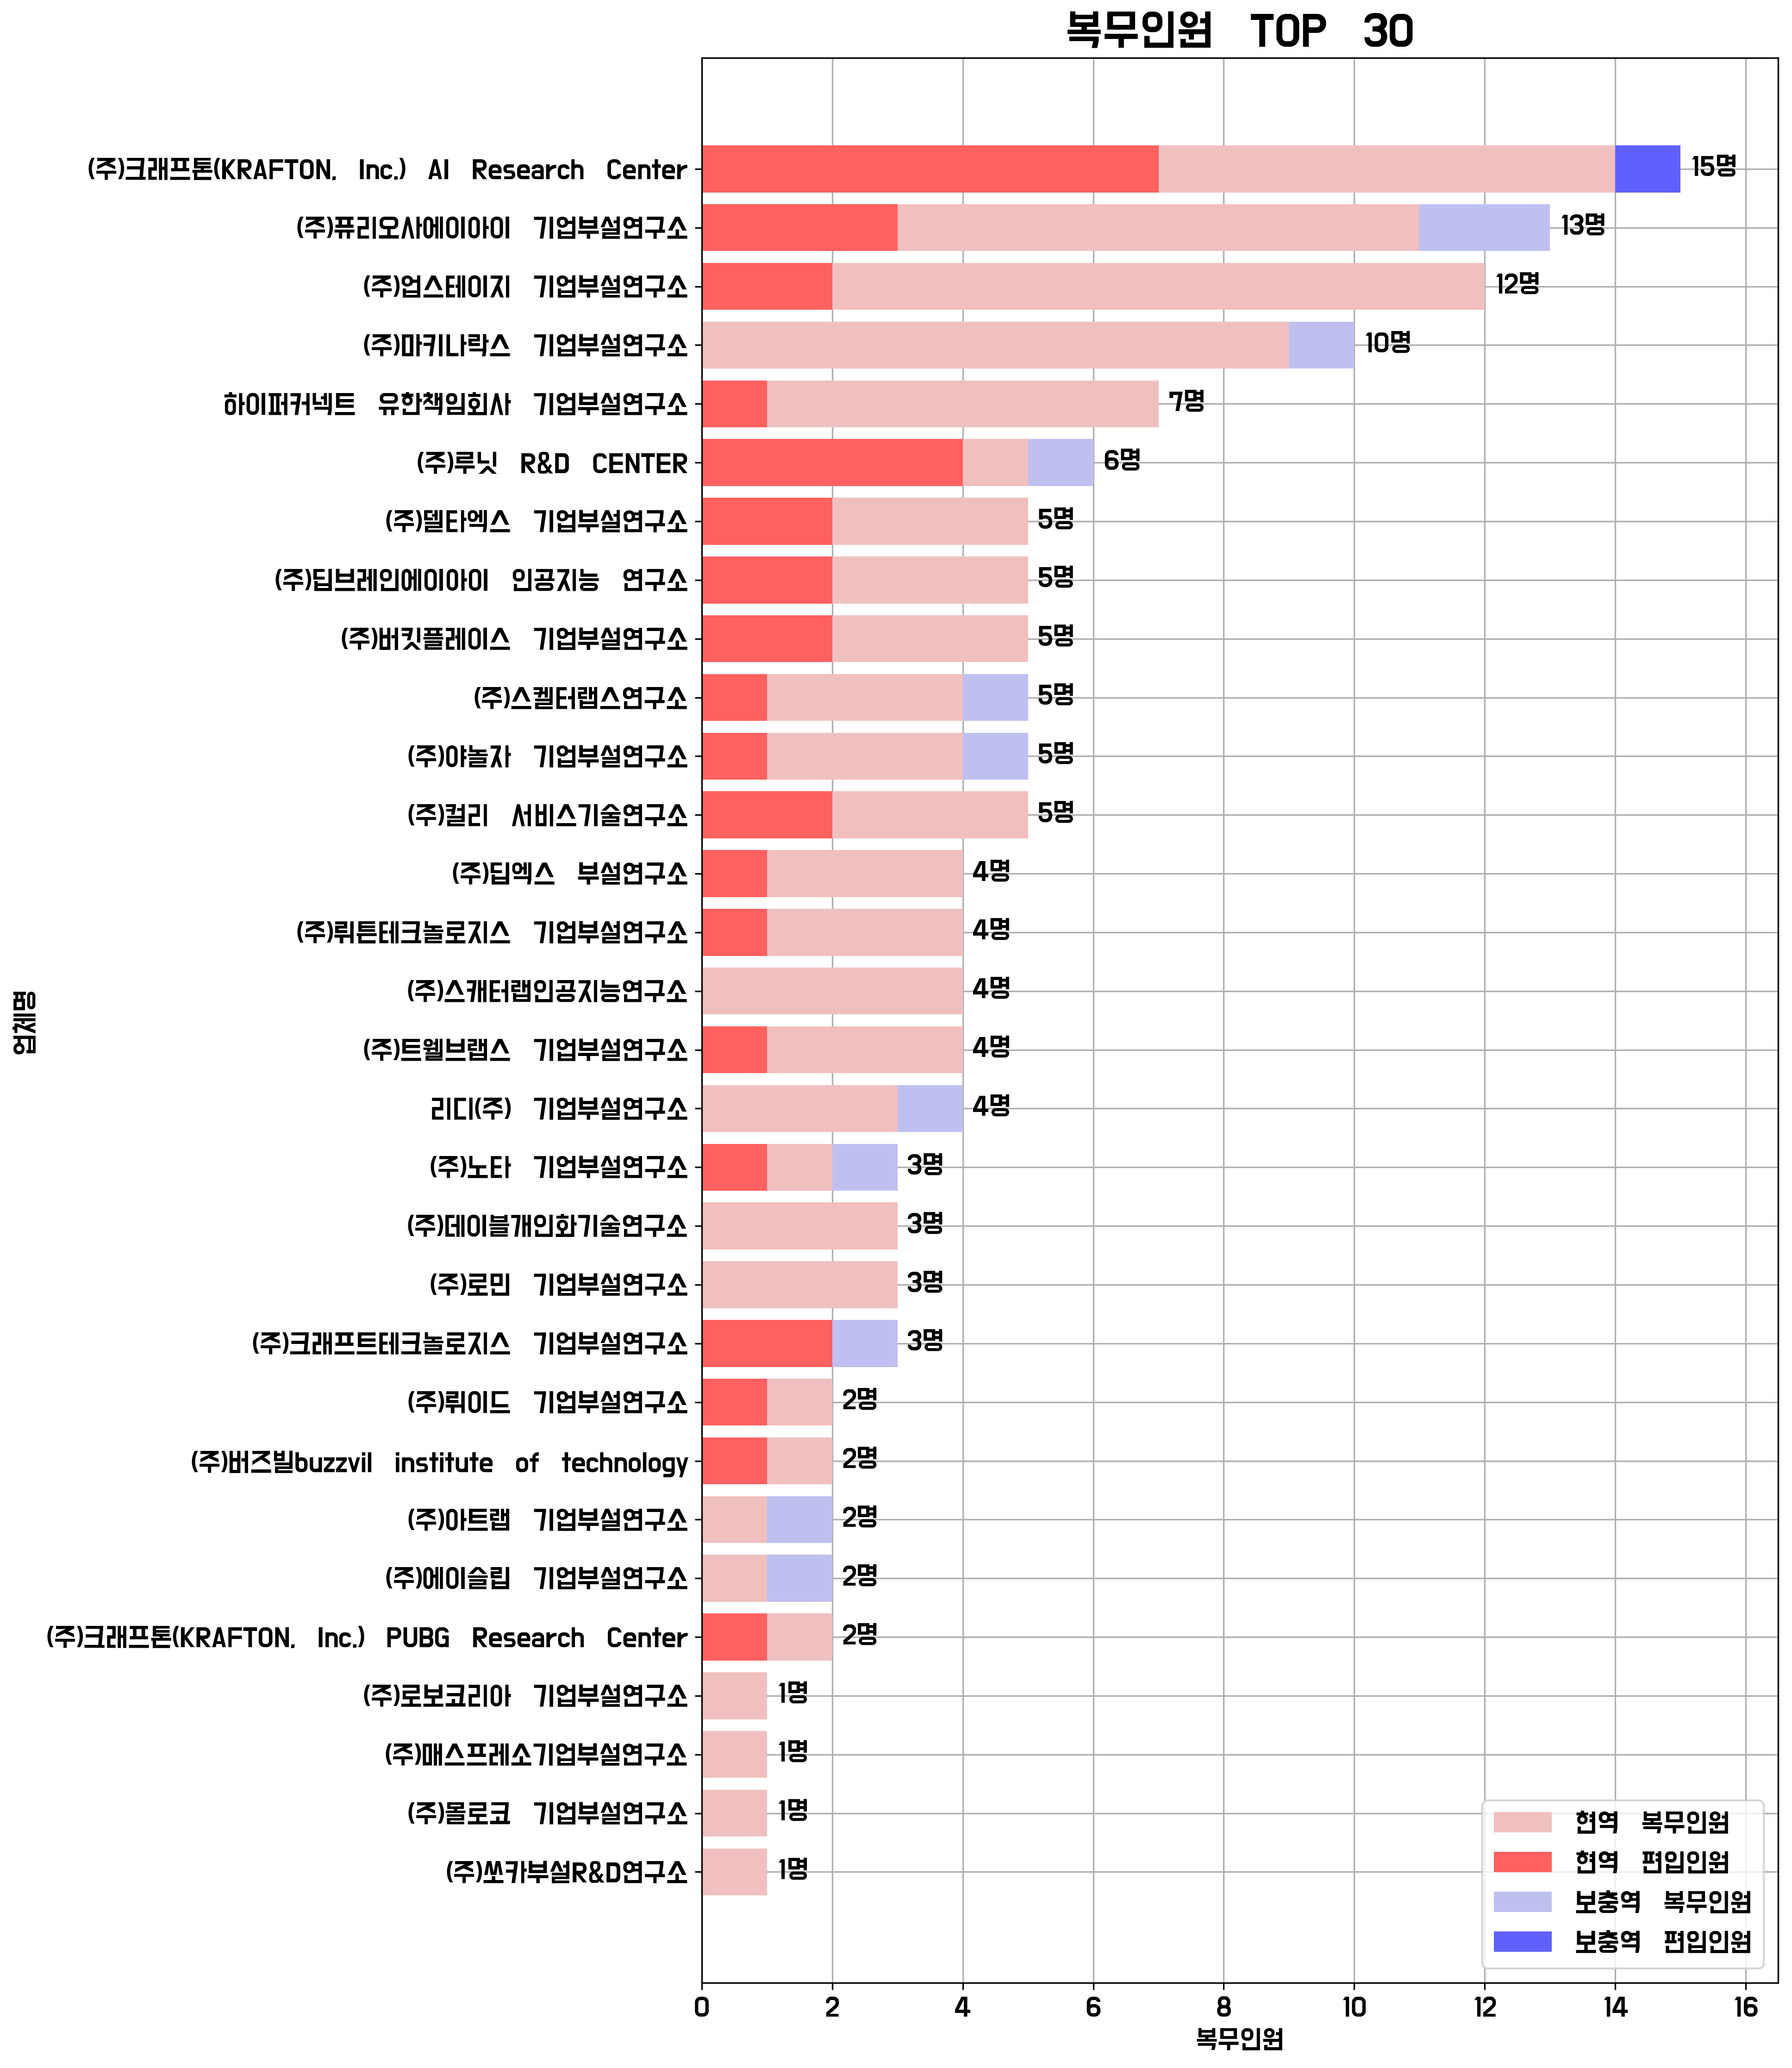 복무인원 TOP 30
(주)크래프톤(KRAFTON, Inc.) AI Research Center 15명
(주)퓨리오사에이아이 기업부설연구소 13명
(주)업스테이지 기업부설연구소 12명
(주)마키나락스 기업부설연구소 10명
하이퍼커넥트 유한책임회사 기업부설연구소 7명
(주)루닛 R&D CENTER 6명
(주)델타엑스 기업부설연구소 5명
(주)딥브레인에이아이 인공지능 연구소 5명
(주)버킷플레이스 기업부설연구소 5명
(주)스켈터랩스연구소 5명
(주)야놀자 기업부설연구소 5명
(주)컬리 서비스기술연구소 5명
(주)딥엑스 부설연구소 4명
(주)뤼튼테크놀로지스 기업부설연구소 4명
(주)스캐터랩인공지능연구소 4명
(주)트웰브랩스 기업부설연구소 4명
리디(주) 기업부설연구소 4명
(주)노타 기업부설연구소 3명
(주)데이블개인화기술연구소 3명
(주)로민 기업부설연구소 3명
(주)크래프트테크놀로지스 기업부설연구소 3명
(주)뤼이드 기업부설연구소 2명
(주)버즈빌buzzvil institute of technology 2명
(주)아트랩 기업부설연구소 2명
(주)에이슬립 기업부설연구소 2명
(주)크래프톤(KRAFTON, Inc.) PUBG Research Center 2명
(주)로보코리아 기업부설연구소 1명
(주)매스프레소기업부설연구소 1명
(주)몰로코 기업부설연구소 1명
(주)쏘카부설R&D연구소 1명
업체명
현역 복무인원
현역 편입인원
보충역 복무인원
보충역 편입인원
0 2 4 6 8 10 12 14 16
복무인원